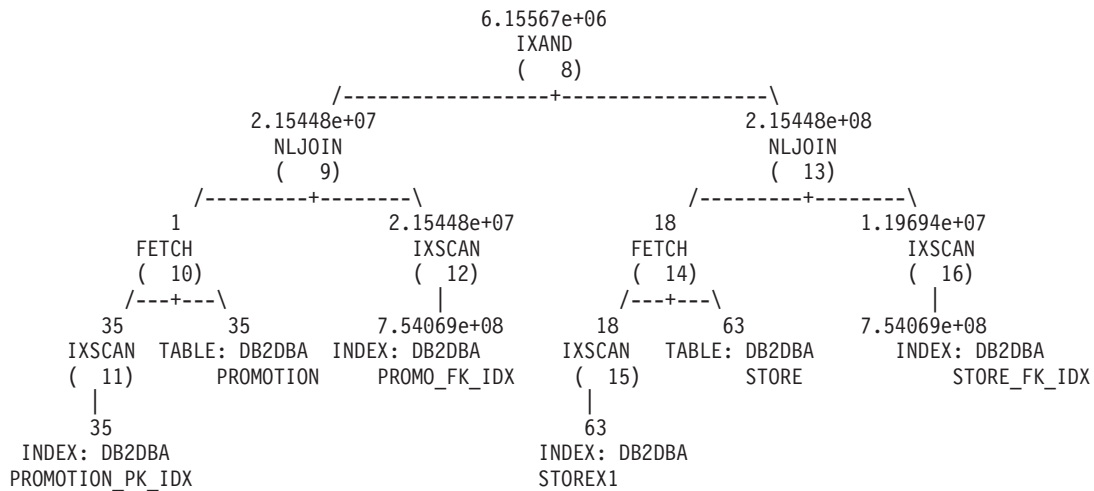 6.15567e+06
IXAND
(   8)
/------------------+------------------\
2.15448e+07 2.15448e+08
NLJOIN NLJOIN
(   9) (  13)
/---------+--------\ /---------+--------\
1 2.15448e+07 18 1.19694e+07
FETCH IXSCAN FETCH IXSCAN
(  10) (  12) (  14) (  16)
/---+---\ | /---+---\ |
35 35 7.54069e+08 18 63 7.54069e+08
IXSCAN TABLE: DB2DBA INDEX: DB2DBA IXSCAN TABLE: DB2DBA INDEX: DB2DBA
(  11) PROMOTION PROMO_FK_IDX (  15) STORE STORE_FK_IDX
| |
35 63
INDEX: DB2DBA INDEX: DB2DBA
PROMOTION_PK_IDX STOREX1